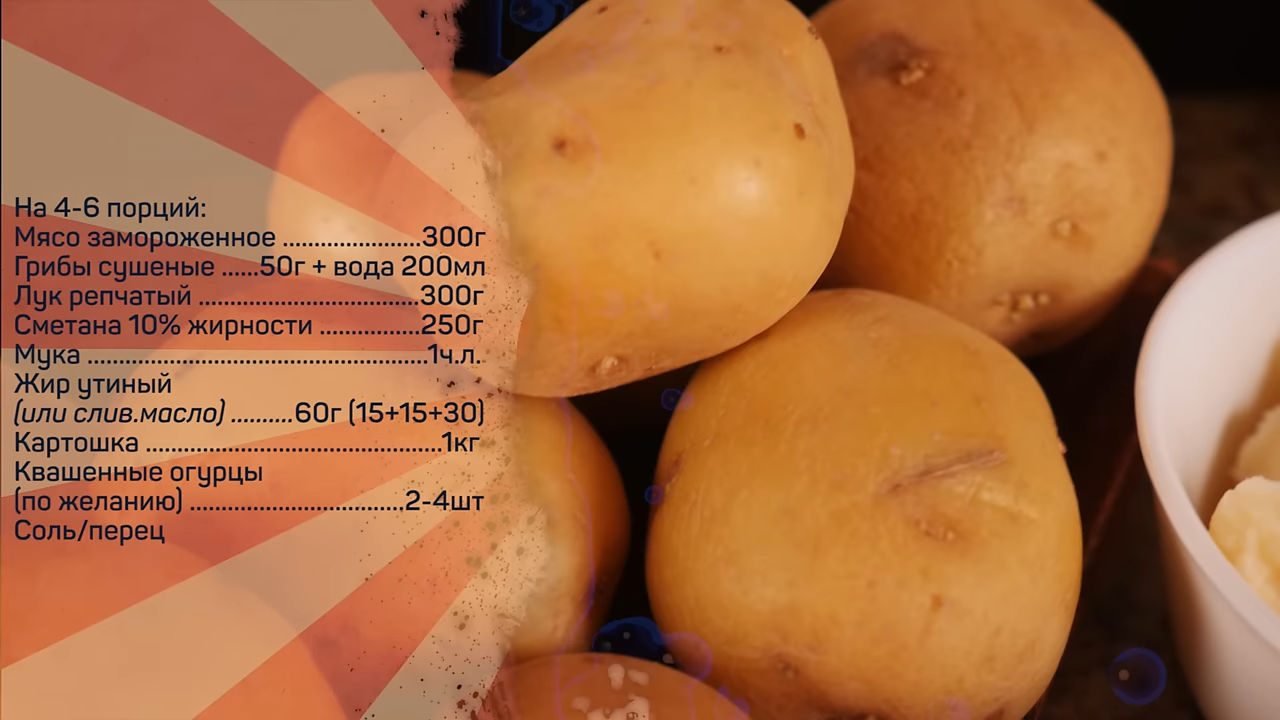 На 4-6 порций:
Мясо замороженное ......................300г
Грибы сушеные ......50г + вода 200мл
Лук репчатый ...................................300г
Сметана 10% жирности ................250г
Мука .....................................................1ч.л.
Жир утиный
(или слив.масло) ..........60г (15+15+30)
Картошка ..............................................1кг
Квашенные огурцы
(по желанию) ..................................2-4шт
Соль/перец